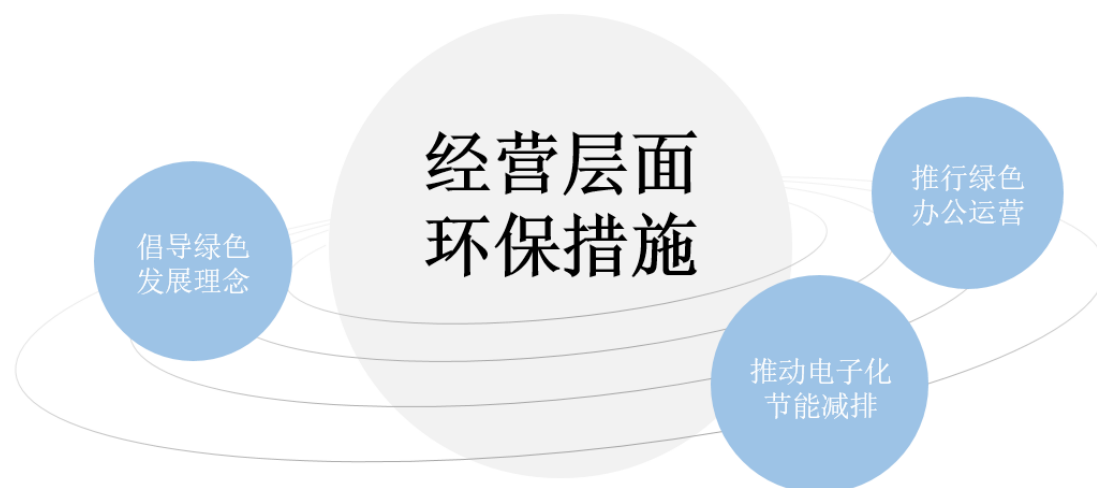 经营层面
环保措施
倡导绿色
发展理念
推行绿色
办公运营
推动电子化
节能减排